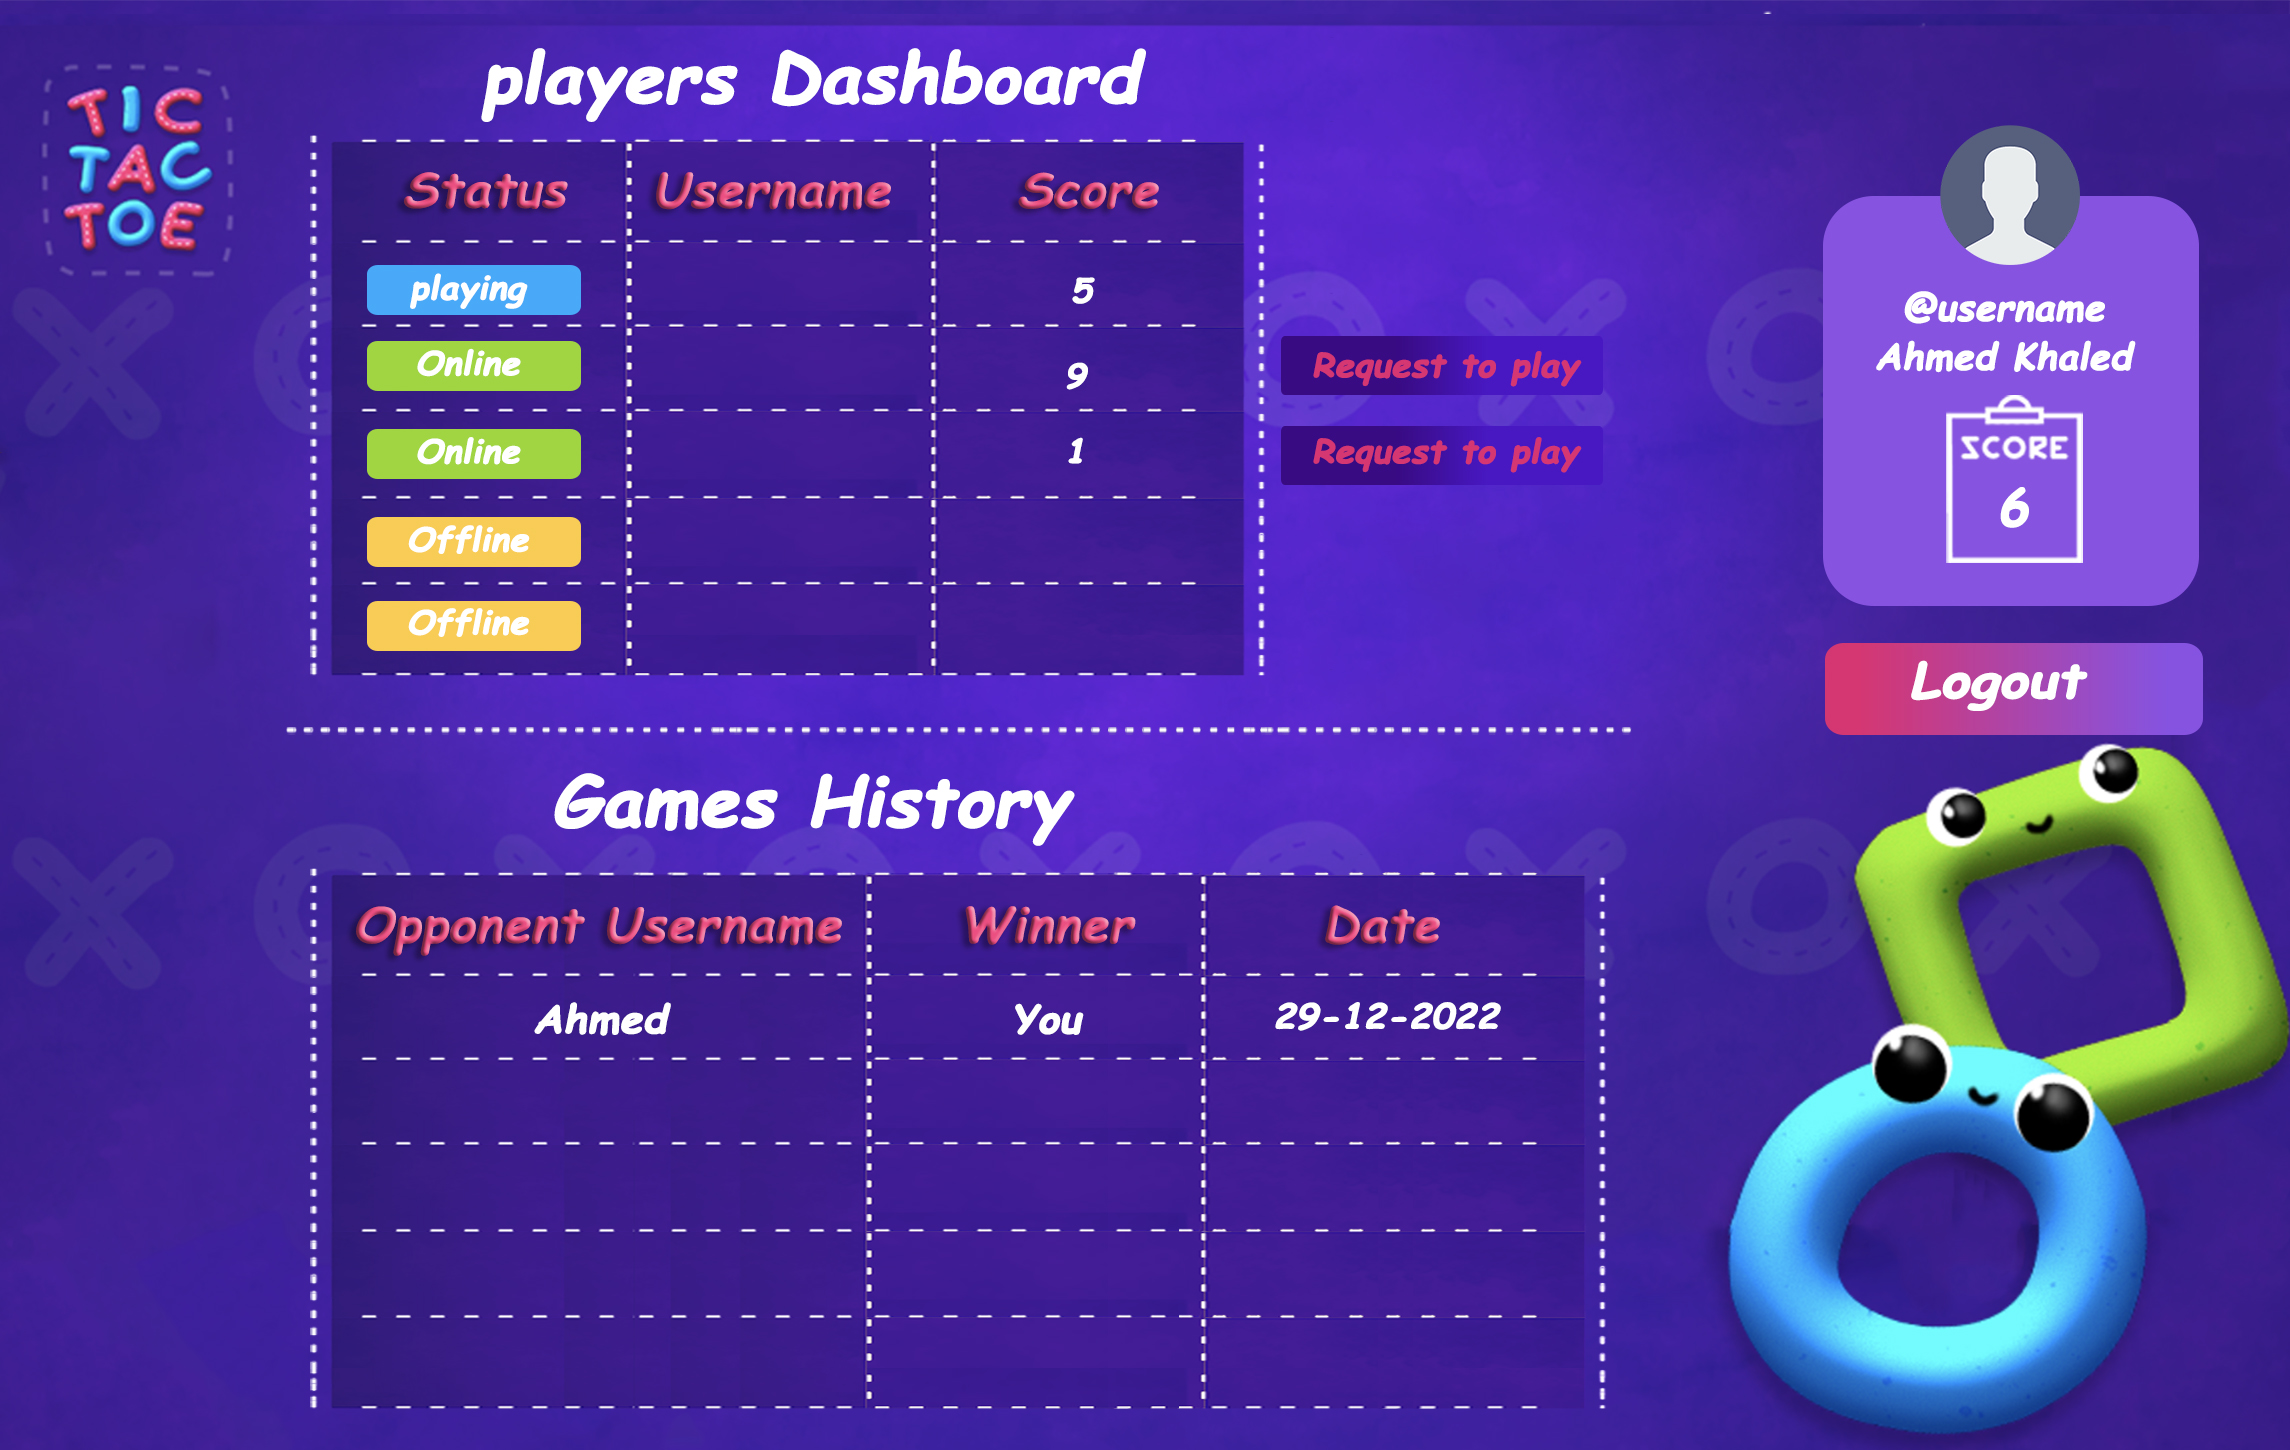 TIC
TAC
TOE
players Dashboard
Status Username Score
playing 5
Online 9 Request to play
Online 1 Request to play
Offline
Offline
@username
Ahmed Khaled
SCORE
6
Logout
Games History
Opponent Username Winner Date
Ahmed You 29-12-2022